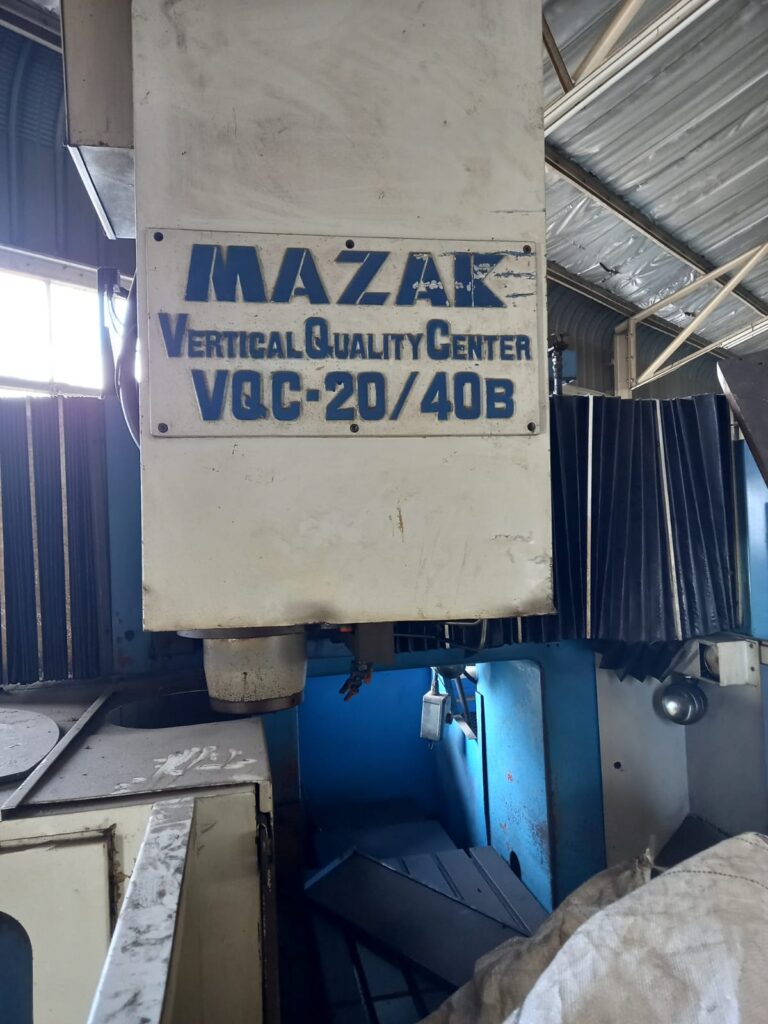 MAZAK
VERTICAL QUALITY CENTER
VQC-20/40B